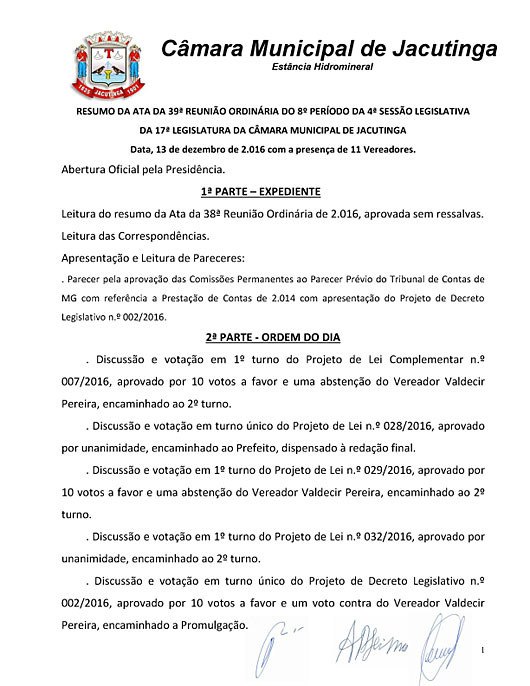 Câmara Municipal de Jacutinga
Estância Hidromineral
1835 JACUTINGA 1901
RESUMO DA ATA DA 39ª REUNIÃO ORDINÁRIA DO 8º PERÍODO DA 4ª SESSÃO LEGISLATIVA
DA 17ª LEGISLATURA DA CÂMARA MUNICIPAL DE JACUTINGA
Data, 13 de dezembro de 2.016 com a presença de 11 Vereadores.
Abertura Oficial pela Presidência.
1ª PARTE – EXPEDIENTE
Leitura do resumo da Ata da 38ª Reunião Ordinária de 2.016, aprovada sem ressalvas.
Leitura das Correspondências.
Apresentação e Leitura de Pareceres:
. Parecer pela aprovação das Comissões Permanentes ao Parecer Prévio do Tribunal de Contas de
MG com referência a Prestação de Contas de 2.014 com apresentação do Projeto de Decreto
Legislativo n.º 002/2016.
2ª PARTE - ORDEM DO DIA
. Discussão e votação em 1º turno do Projeto de Lei Complementar n.º
007/2016, aprovado por 10 votos a favor e uma abstenção do Vereador Valdecir
Pereira, encaminhado ao 2º turno.
. Discussão e votação em turno único do Projeto de Lei n.º 028/2016, aprovado
por unanimidade, encaminhado ao Prefeito, dispensado à redação final.
. Discussão e votação em 1º turno do Projeto de Lei n.º 029/2016, aprovado por
10 votos a favor e uma abstenção do Vereador Valdecir Pereira, encaminhado ao 2º
turno.
. Discussão e votação em 1º turno do Projeto de Lei n.º 032/2016, aprovado por
unanimidade, encaminhado ao 2º turno.
. Discussão e votação em turno único do Projeto de Decreto Legislativo n.º
002/2016, aprovado por 10 votos a favor e um voto contra do Vereador Valdecir
Pereira, encaminhado a Promulgação.
1